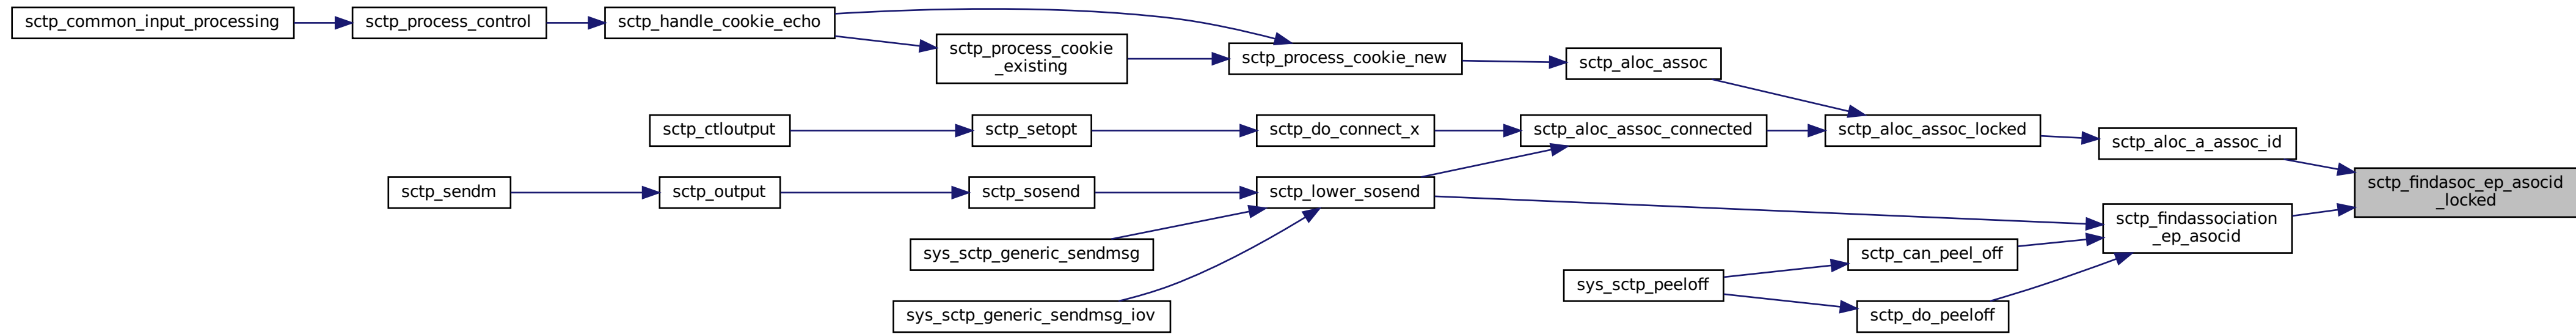 sctp_common_input_processing
sctp_process_control
sctp_handle_cookie_echo
sctp_process_cookie
_existing
sctp_process_cookie_new
sctp_aloc_assoc
sctp_ctloutput
sctp_setopt
sctp_do_connect_x
sctp_aloc_assoc_connected
sctp_aloc_assoc_locked
sctp_aloc_a_assoc_id
sctp_findasoc_ep_asocid
_locked
sctp_sendm
sctp_output
sctp_sosend
sctp_lower_sosend
sctp_findassociation
_ep_asocid
sys_sctp_generic_sendmsg
sctp_can_peel_off
sys_sctp_peeloff
sys_sctp_generic_sendmsg_iov
sctp_do_peeloff